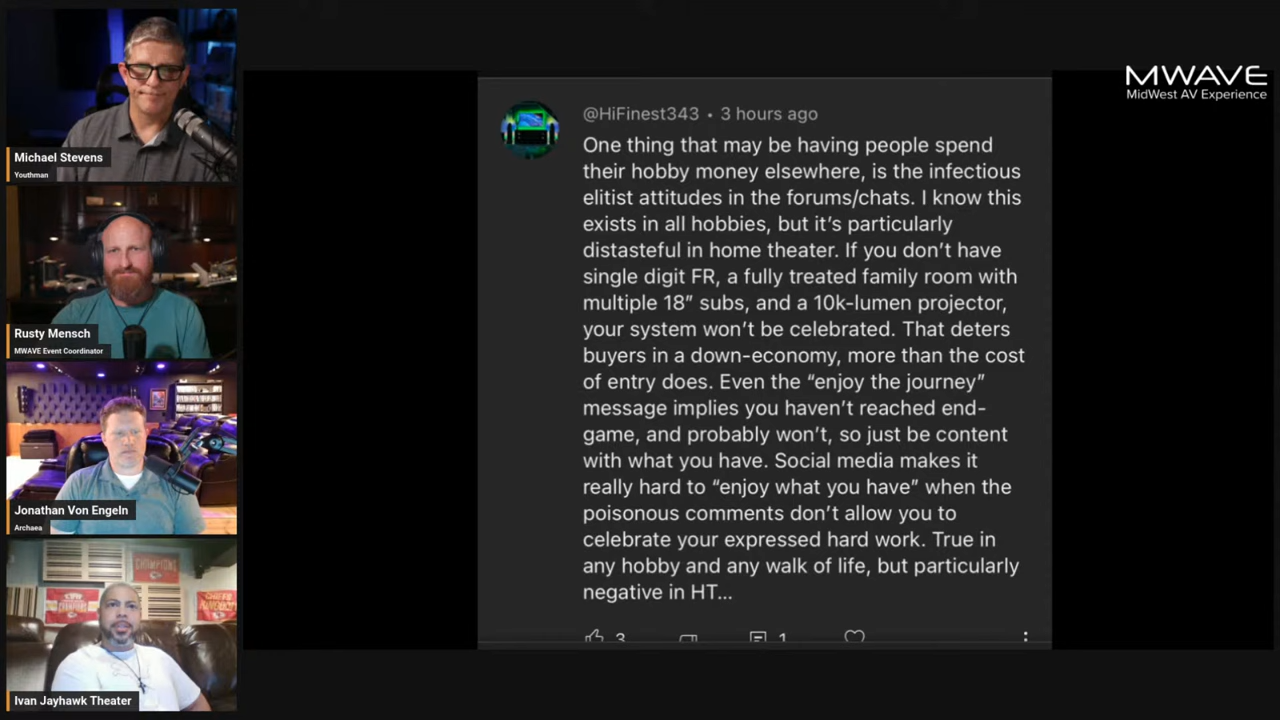 Michael Stevens
Youthman
Rusty Mensch
MWAVE Event Coordinator
Jonathan Von Engeln
Archaea
CHAMPIONS
CHAMPIONS
CHIEFS
KINGDOM
Ivan Jayhawk Theater
@HiFinest343 • 3 hours ago
One thing that may be having people spend
their hobby money elsewhere, is the infectious
elitist attitudes in the forums/chats. I know this
exists in all hobbies, but it’s particularly
distasteful in home theater. If you don’t have
single digit FR, a fully treated family room with
multiple 18” subs, and a 10k-lumen projector,
your system won’t be celebrated. That deters
buyers in a down-economy, more than the cost
of entry does. Even the “enjoy the journey”
message implies you haven’t reached end-
game, and probably won’t, so just be content
with what you have. Social media makes it
really hard to “enjoy what you have” when the
poisonous comments don’t allow you to
celebrate your expressed hard work. True in
any hobby and any walk of life, but particularly
negative in HT...
3
1
MWAVE
MidWest AV Experience